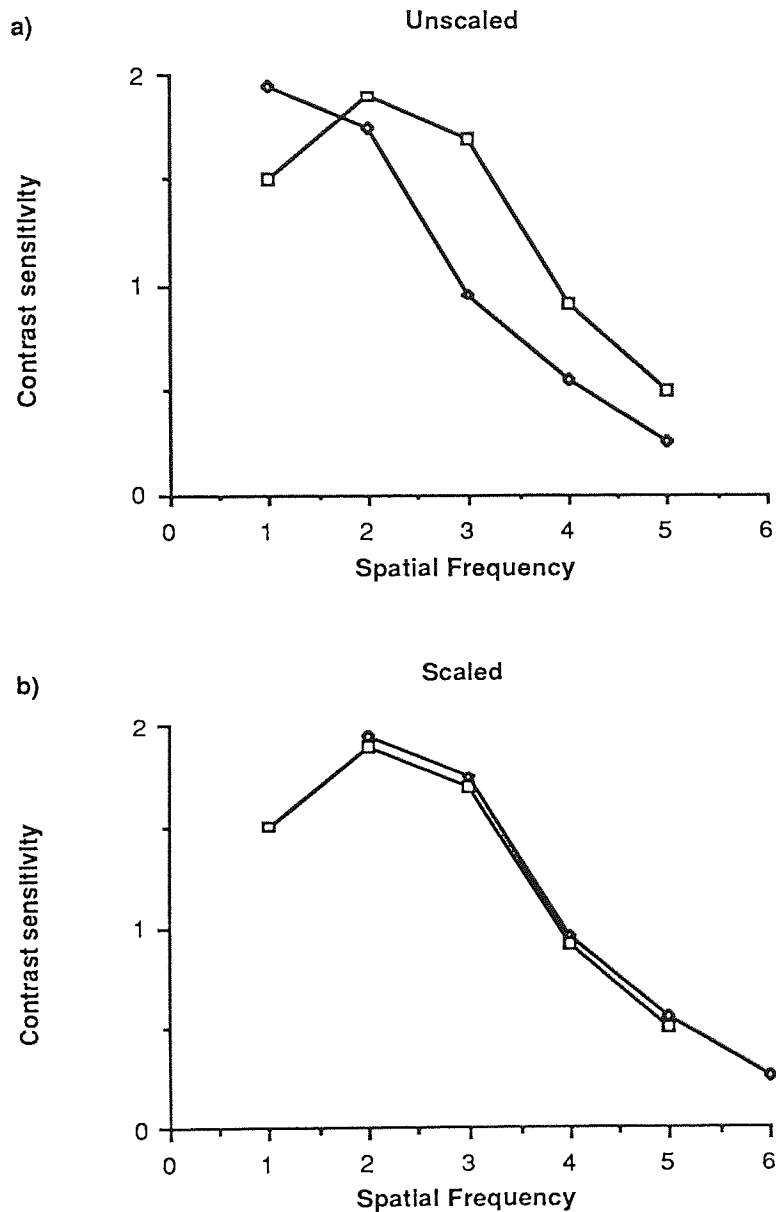 a)
Unscaled
Contrast sensitivity
2
1
0
0 1 2 3 4 5 6
Spatial Frequency
b)
Scaled
Contrast sensitivity
2
1
0
0 1 2 3 4 5 6
Spatial Frequency